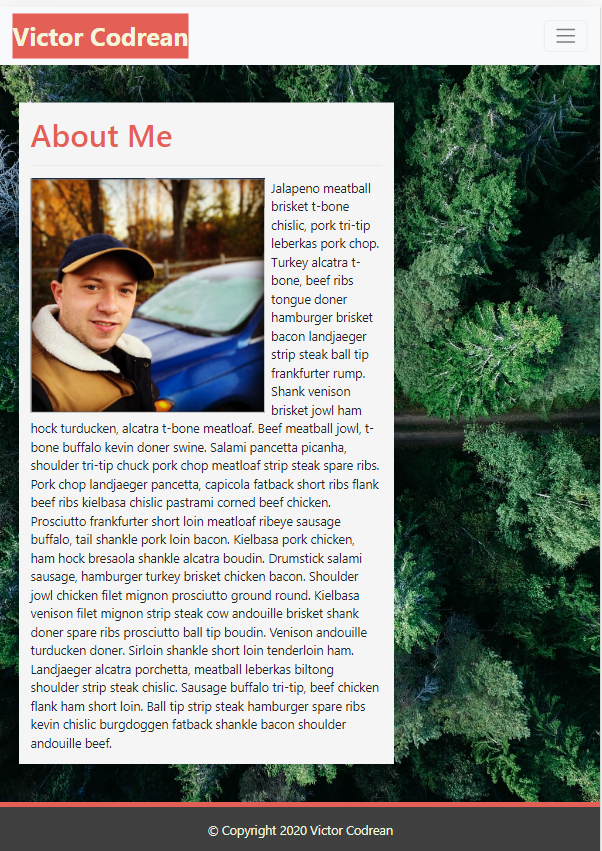 Victor Codrean
About Me
Jalapeno meatball
brisket t-bone
chislic, pork tri-tip
leberkas pork chop.
Turkey alcatra t-
bone, beef ribs
tongue doner
hamburger brisket
bacon landjaeger
strip steak ball tip
frankfurter rump.
Shank venison
brisket jowl ham
hock turducken, alcatra t-bone meatloaf. Beef meatball jowl, t-
bone buffalo kevin doner swine. Salami pancetta picanha,
shoulder tri-tip chuck pork chop meatloaf strip steak spare ribs.
Pork chop landjaeger pancetta, capicola fatback short ribs flank
beef ribs kielbasa chislic pastrami corned beef chicken.
Prosciutto frankfurter short loin meatloaf ribeye sausage
buffalo, tail shankle pork loin bacon. Kielbasa pork chicken,
ham hock bresaola shankle alcatra boudin. Drumstick salami
sausage, hamburger turkey brisket chicken bacon. Shoulder
jowl chicken filet mignon prosciutto ground round. Kielbasa
venison filet mignon strip steak cow andouille brisket shank
doner spare ribs prosciutto ball tip boudin. Venison andouille
turducken doner. Sirloin shankle short loin tenderloin ham.
Landjaeger alcatra porchetta, meatball leberkas biltong
shoulder strip steak chislic. Sausage buffalo tri-tip, beef chicken
flank ham short loin. Ball tip strip steak hamburger spare ribs
kevin chislic burgdoggen fatback shankle bacon shoulder
andouille beef.
© Copyright 2020 Victor Codrean